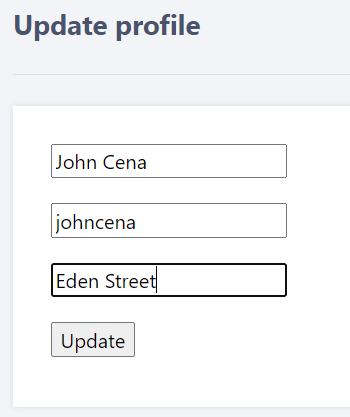 Update profile
John Cena
johncena
Eden Street
Update